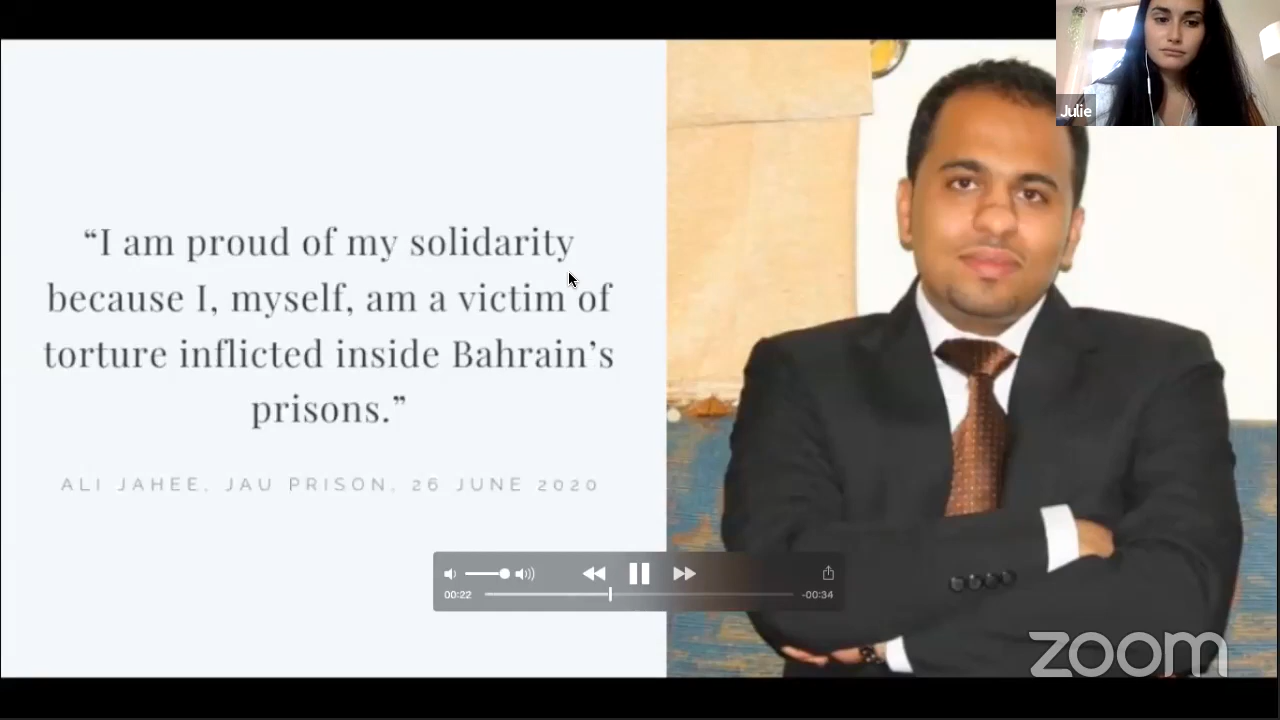 Julie
“I am proud of my solidarity
because I, myself, am a victim of
torture inflicted inside Bahrain’s
prisons.”
ALI JAHEE, JAU PRISON, 26 JUNE 2020
00:22
-00:34
zoom